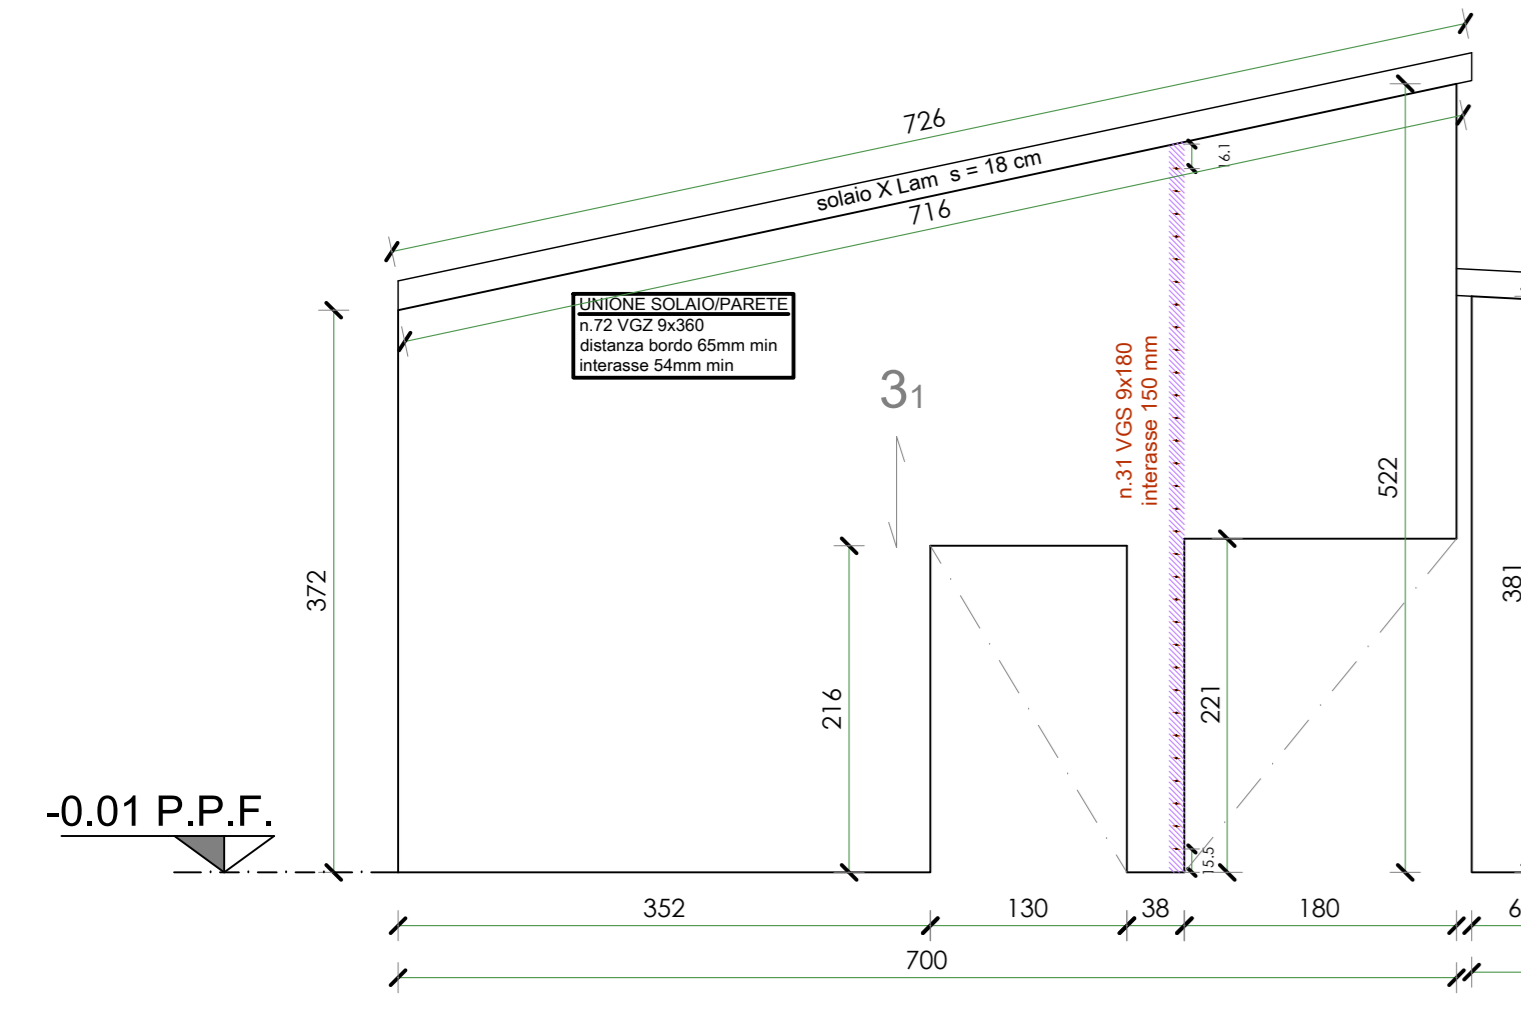 726
16.1
solaio X Lam s = 18 cm
716
UNIONE SOLAIO/PARETE
n.72 VGZ 9x360
distanza bordo 65mm min
interasse 54mm min
n.31 VGS 9x180
interasse 150 mm
31
522
372
381
216
221
-0.01 P.P.F.
15.5
352
130
38
180
6
700